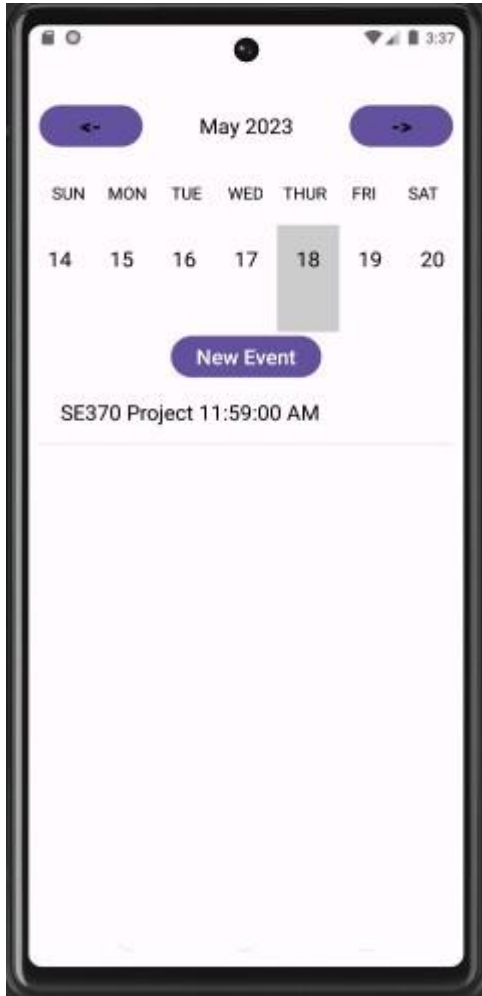 3:37
<- May 2023 ->
SUN MON TUE WED THUR FRI SAT
14 15 16 17 18 19 20
New Event
SE370 Project 11:59:00 AM